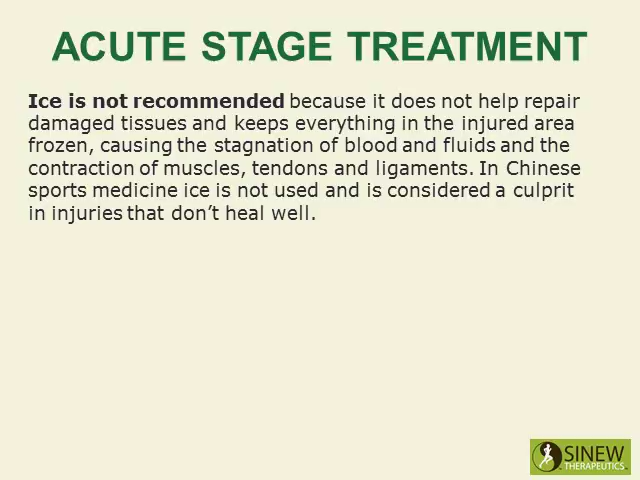 ACUTE STAGE TREATMENT
Ice is not recommended because it does not help repair
damaged tissues and keeps everything in the injured area
frozen, causing the stagnation of blood and fluids and the
contraction of muscles, tendons and ligaments. In Chinese
sports medicine ice is not used and is considered a culprit
in injuries that don’t heal well.
SINEW
THERAPEUTICS